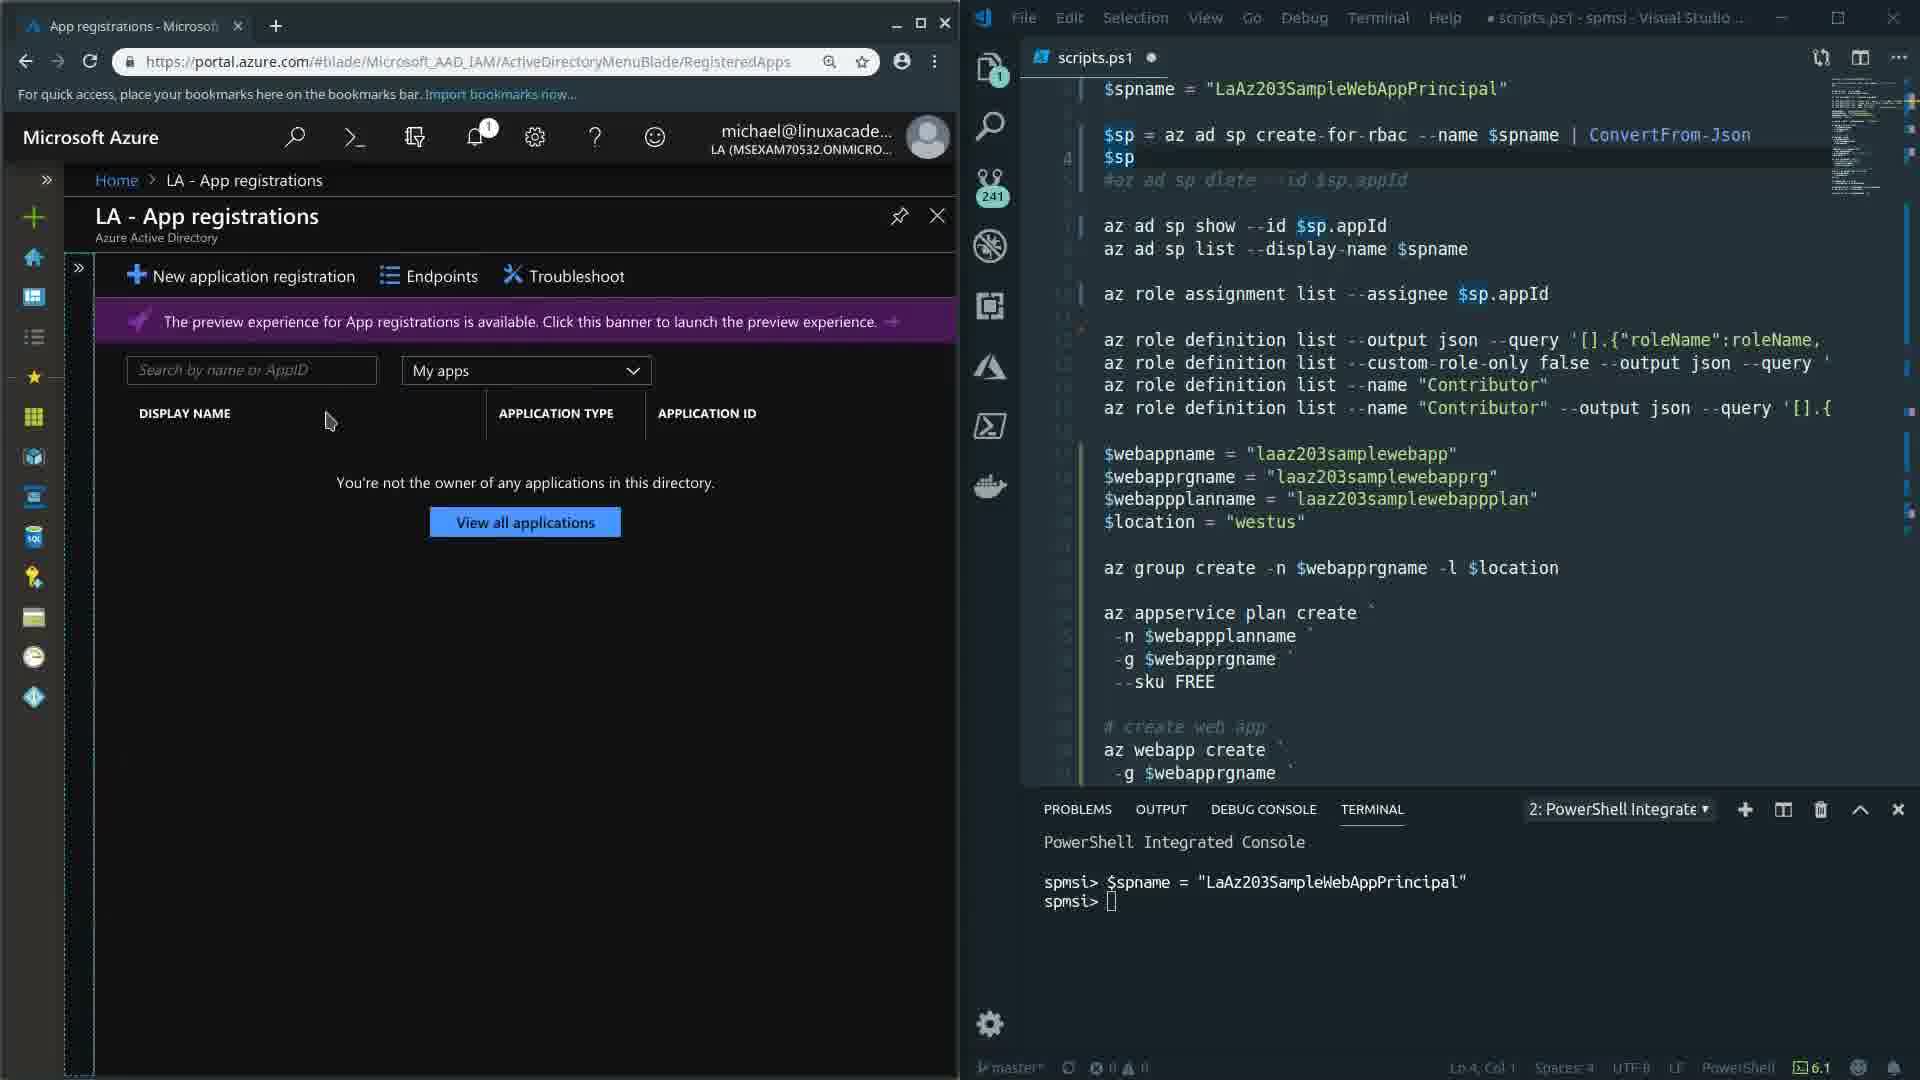 App registrations - Microsoft
https://portal.azure.com/#blade/Microsoft_AAD_IAM/ActiveDirectoryMenuBlade/RegisteredApps
For quick access, place your bookmarks here on the bookmarks bar. Import bookmarks now...
Microsoft Azure
1
michael@linuxacade...
LA (MSEXAM70532.ONMICRO...
Home > LA - App registrations
LA - App registrations
Azure Active Directory
New application registration
Endpoints
Troubleshoot
The preview experience for App registrations is available. Click this banner to launch the preview experience.
Search by name or AppID
My apps
DISPLAY NAME
APPLICATION TYPE
APPLICATION ID
You're not the owner of any applications in this directory.
View all applications
SQL
File Edit Selection View Go Debug Terminal Help
● scripts.ps1 - spmsi - Visual Studio ...
1
241
scripts.ps1
$spname = "LaAz203SampleWebAppPrincipal"
$sp = az ad sp create-for-rbac --name $spname | ConvertFrom-Json
4 $sp
#az ad sp dlete --id $sp.appId
az ad sp show --id $sp.appId
az ad sp list --display-name $spname
az role assignment list --assignee $sp.appId
az role definition list --output json --query '[].{"roleName":roleName,
az role definition list --custom-role-only false --output json --query '
az role definition list --name "Contributor"
az role definition list --name "Contributor" --output json --query '[].{
$webappname = "laaz203samplewebapp"
$webapprgname = "laaz203samplewebapprg"
$webappplanname = "laaz203samplewebappplan"
$location = "westus"
az group create -n $webapprgname -l $location
az appservice plan create `
-n $webappplanname `
-g $webapprgname `
--sku FREE
# create web app
az webapp create `
-g $webapprgname `
PROBLEMS OUTPUT DEBUG CONSOLE TERMINAL
2: PowerShell Integrate
PowerShell Integrated Console
spmsi> $spname = "LaAz203SampleWebAppPrincipal"
spmsi>
master*
0 0
Ln 4, Col 1
Spaces: 4
UTF-8
LF
PowerShell
6.1